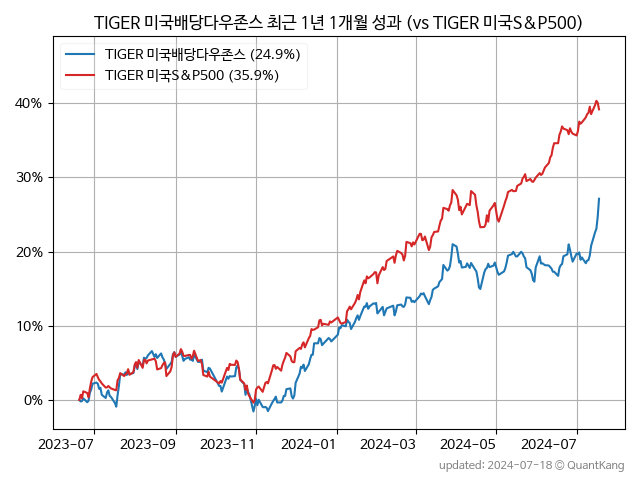 TIGER 미국배당다우존스 최근 1년 1개월 성과 (vs TIGER 미국S&P500)
TIGER 미국배당다우존스 (24.9%)
TIGER 미국S&P500 (35.9%)
40%
30%
20%
10%
0%
2023-07 2023-09 2023-11 2024-01 2024-03 2024-05 2024-07
updated: 2024-07-18 © QuantKang